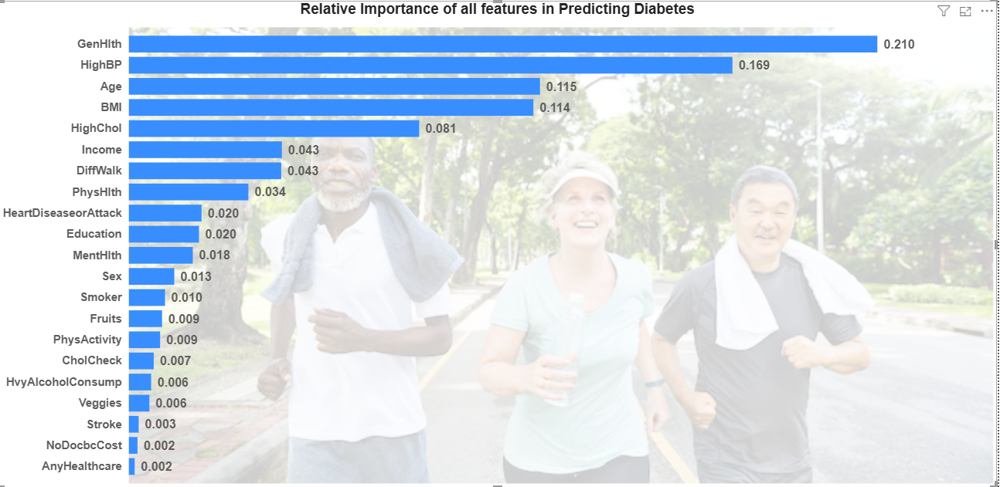 Relative Importance of all features in Predicting Diabetes
GenHlth 0.210
HighBP 0.169
Age 0.115
BMI 0.114
HighChol 0.081
Income 0.043
DiffWalk 0.043
PhysHlth 0.034
HeartDiseaseorAttack 0.020
Education 0.020
MentHlth 0.018
Sex 0.013
Smoker 0.010
Fruits 0.009
PhysActivity 0.009
CholCheck 0.007
HvyAlcoholConsump 0.006
Veggies 0.006
Stroke 0.003
NoDocbcCost 0.002
AnyHealthcare 0.002